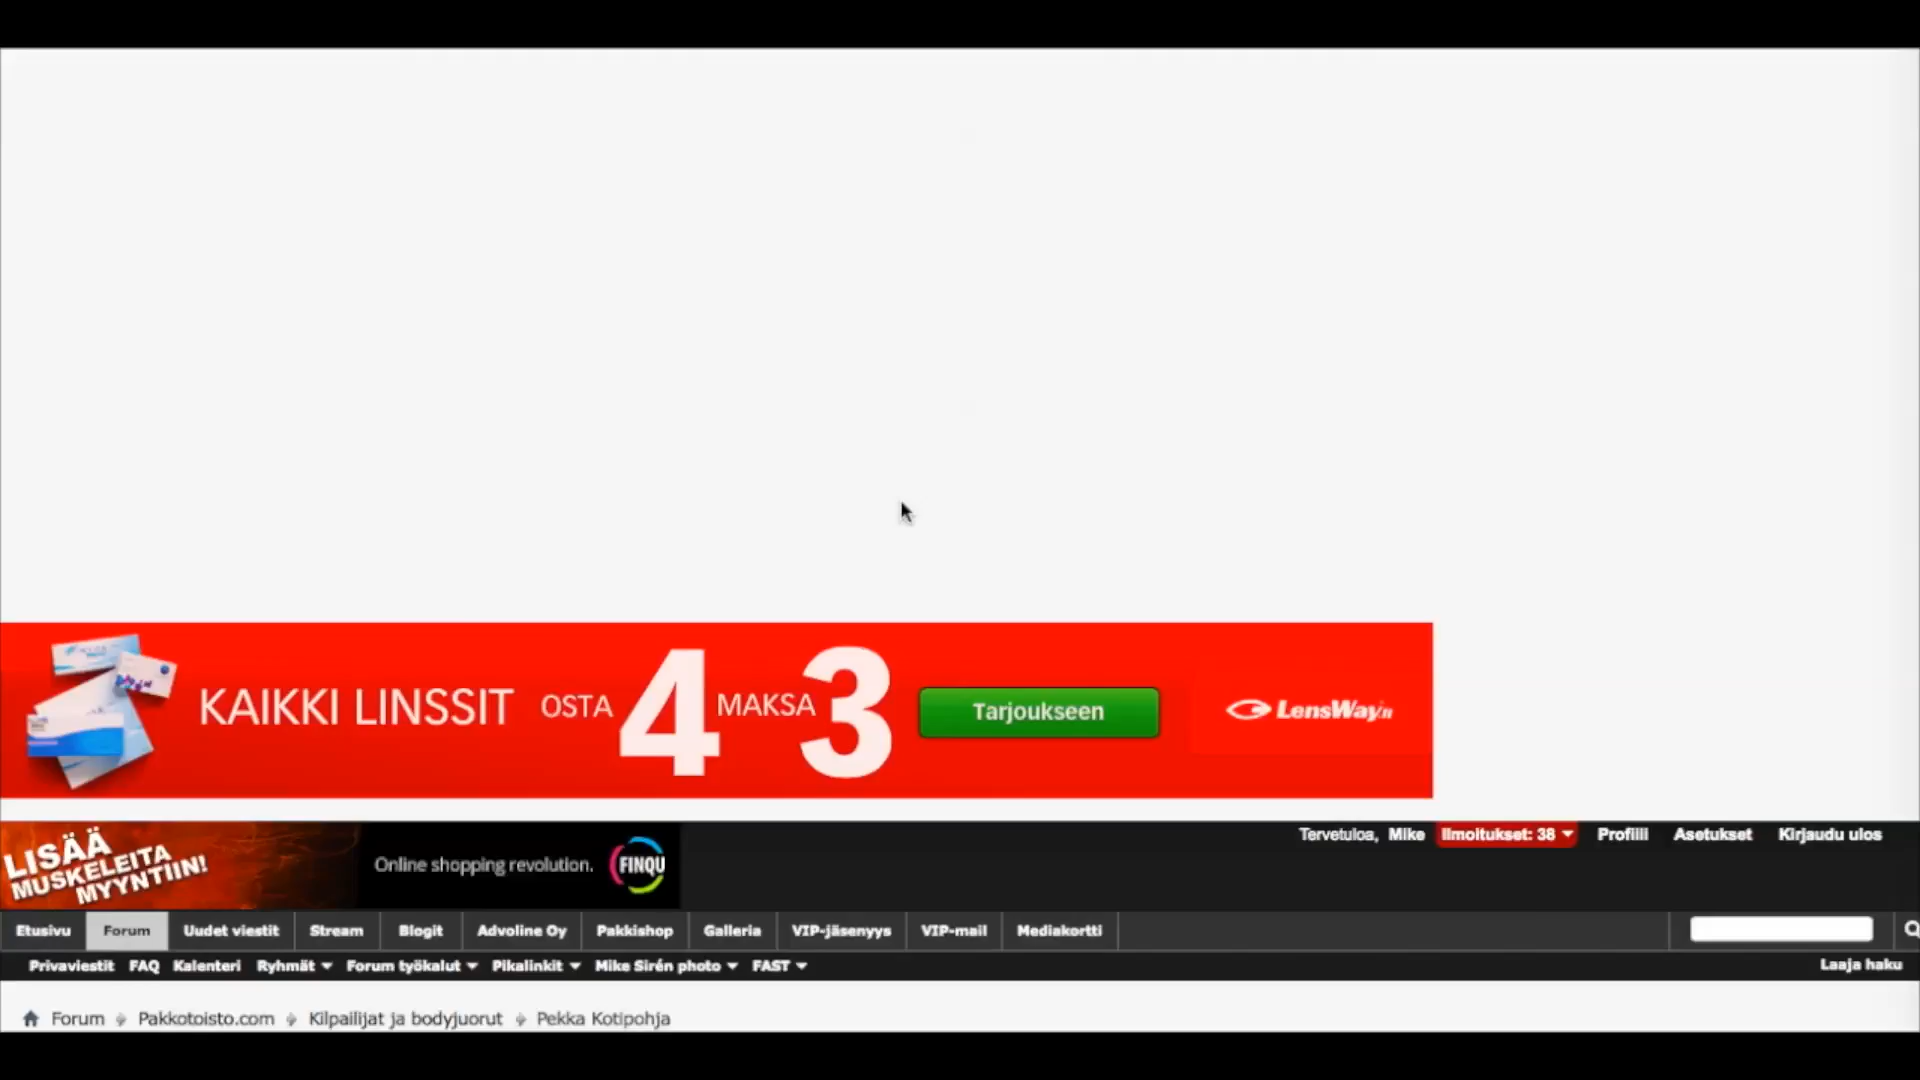 KAIKKI LINSSIT OSTA 4 MAKSA 3
Tarjoukseen
LensWay.fi
LISÄÄ
MUSKELEITA
MYYNTIIN!
Online shopping revolution.
FINQU
Tervetuloa, Mike Ilmoitukset: 38 Profiili Asetukset Kirjaudu ulos
Etusivu Forum Uudet viestit Stream Blogit Advoline Oy Pakkishop Galleria VIP-jäsenyys VIP-mail Mediakortti
Privaviestit FAQ Kalenteri Ryhmät Forum työkalut Pikalinkit Mike Sirén photo FAST Laaja haku
Forum Pakkotoisto.com Kilpailijat ja bodyjuorut Pekka Kotipohja